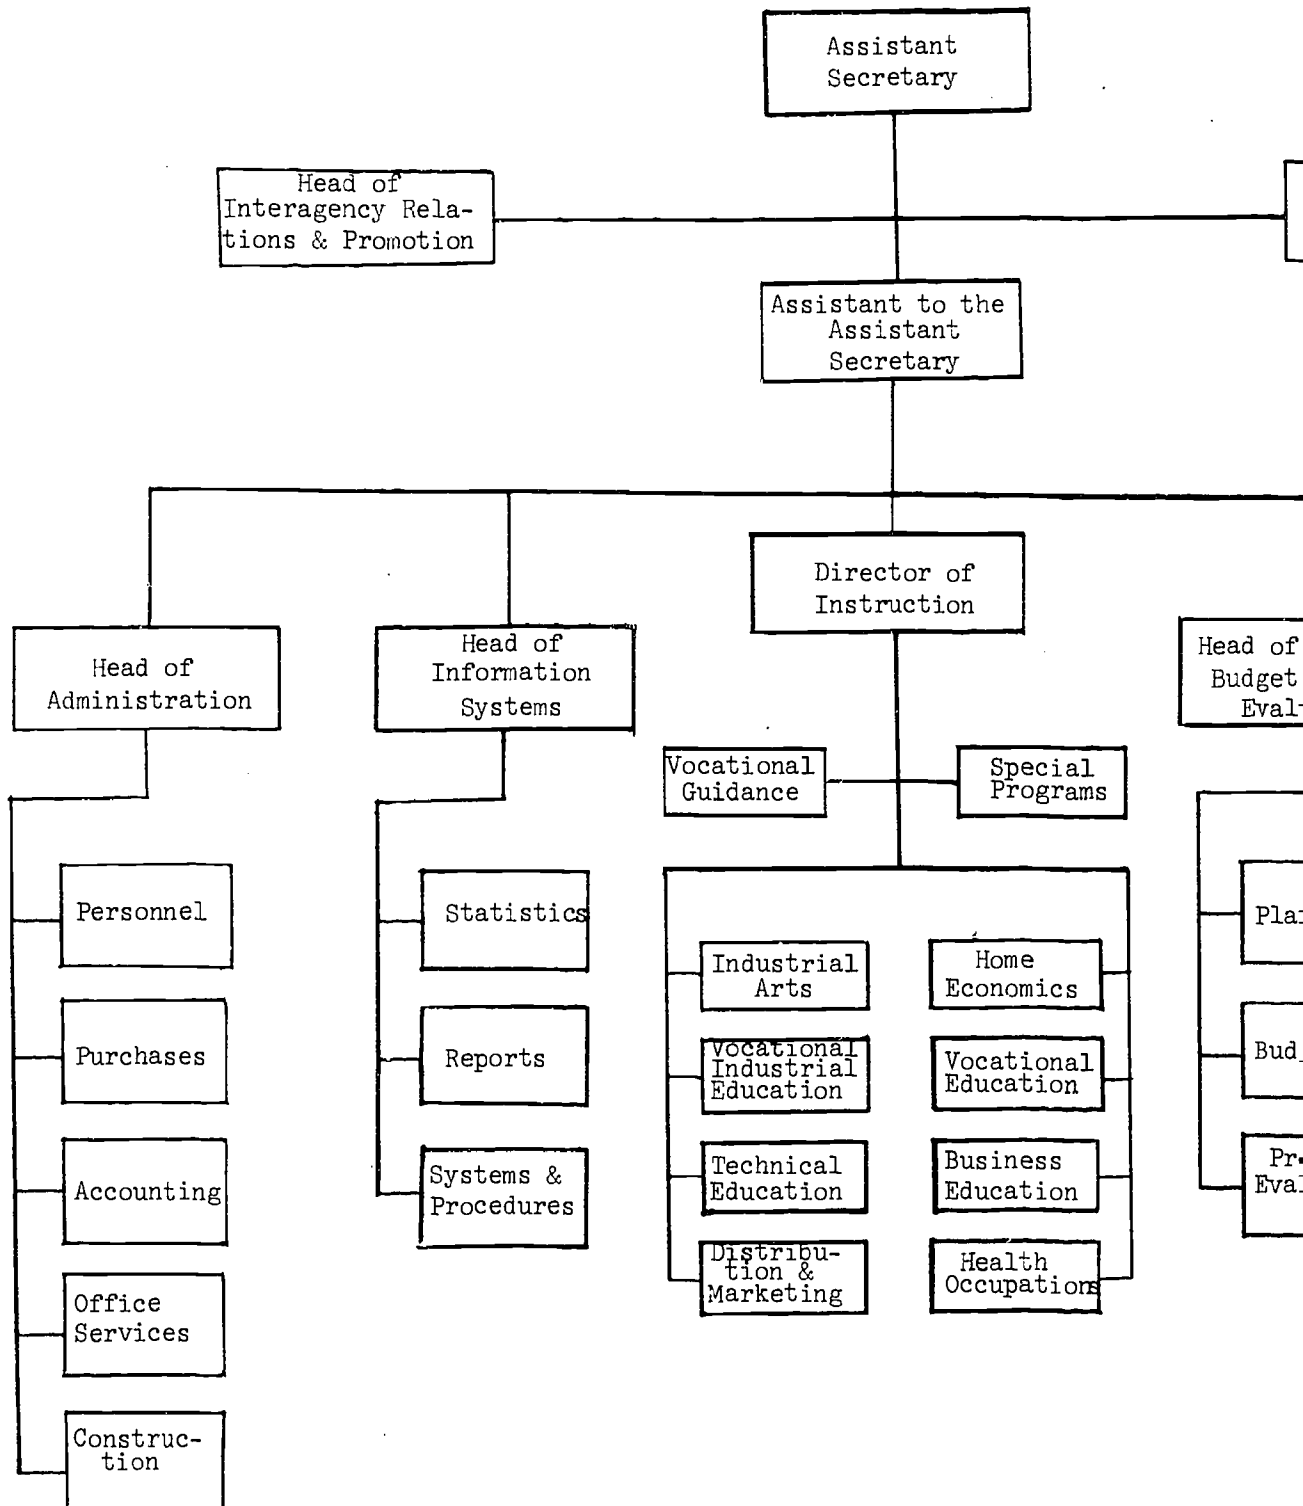 Assistant
Secretary
Head of
Interagency Rela-
tions & Promotion
Assistant to the
Assistant
Secretary
Director of
Instruction
Head of
Administration
Head of
Information
Systems
Head of
Budget
Vocational
Guidance
Special
Programs
Personnel
Purchases
Accounting
Office
Services
Construc-
tion
Statistics
Reports
Systems &
Procedures
Industrial
Arts
Vocational
Industrial
Education
Technical
Education
Distribu-
tion &
Marketing
Home
Economics
Vocational
Education
Business
Education
Health
Occupations